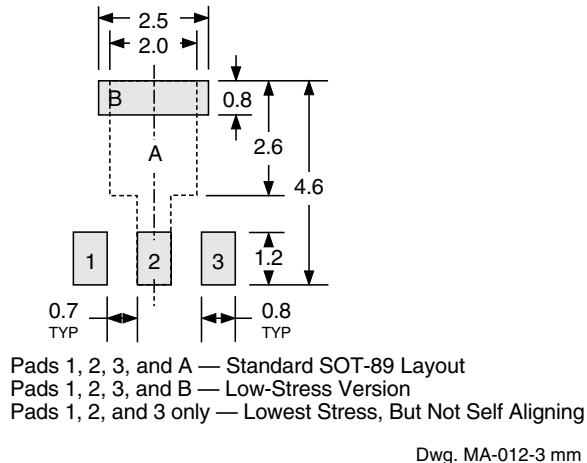 2.5
2.0
B
0.8
A
2.6
4.6
1
2
3
1.2
0.7
TYP
0.8
TYP
Pads 1, 2, 3, and A — Standard SOT-89 Layout
Pads 1, 2, 3, and B — Low-Stress Version
Pads 1, 2, and 3 only — Lowest Stress, But Not Self Aligning
Dwg. MA-012-3 mm